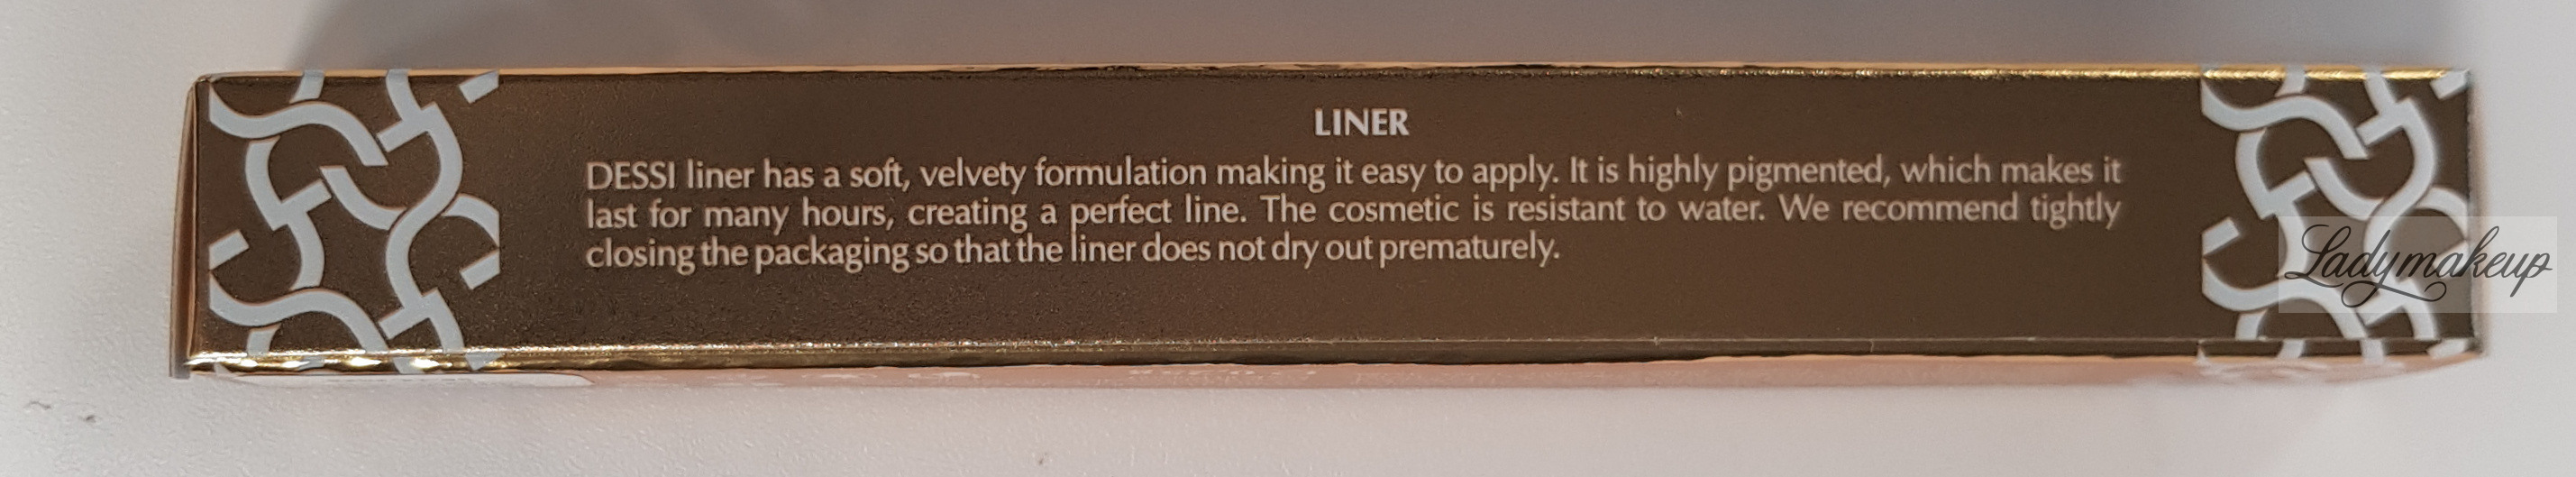 LINER
DESSI liner has a soft, velvety formulation making it easy to apply. It is highly pigmented, which makes it
last for many hours, creating a perfect line. The cosmetic is resistant to water. We recommend tightly
closing the packaging so that the liner does not dry out prematurely.
Ladymakeup